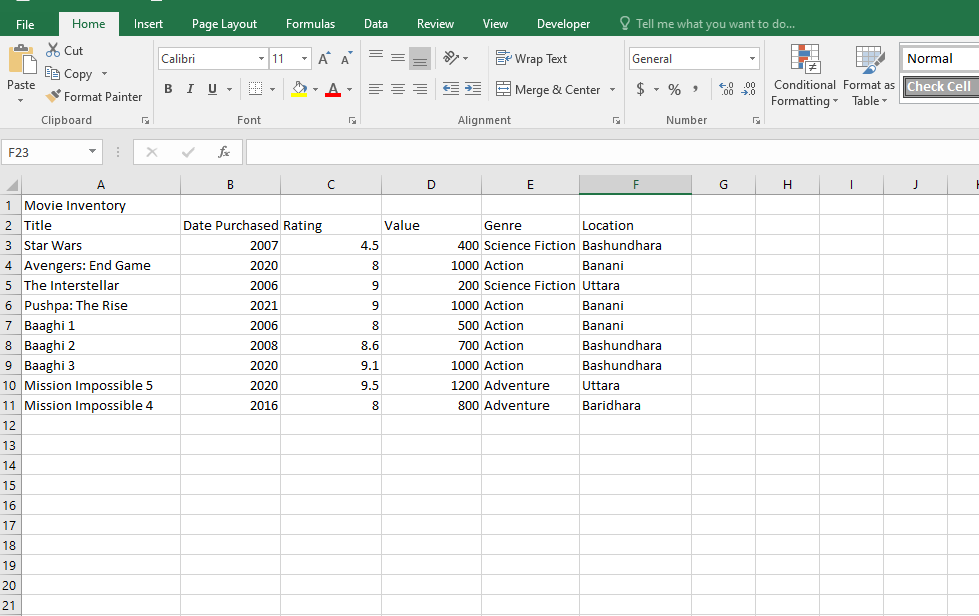 File Home Insert Page Layout Formulas Data Review View Developer Tell me what you want to do...
Paste
Cut
Copy
Format Painter
Clipboard
Calibri 11 A A
B I U A
Font
Wrap Text
Merge & Center
Alignment
General
$ % , .00 .00
Number
Conditional Formatting
Format as Table
Normal
Check Cell
F23 fx
A B C D E F G H I J
1 Movie Inventory
2 Title Date Purchased Rating Value Genre Location
3 Star Wars 2007 4.5 400 Science Fiction Bashundhara
4 Avengers: End Game 2020 8 1000 Action Banani
5 The Interstellar 2006 9 200 Science Fiction Uttara
6 Pushpa: The Rise 2021 9 1000 Action Banani
7 Baaghi 1 2006 8 500 Action Banani
8 Baaghi 2 2008 8.6 700 Action Bashundhara
9 Baaghi 3 2020 9.1 1000 Action Bashundhara
10 Mission Impossible 5 2020 9.5 1200 Adventure Uttara
11 Mission Impossible 4 2016 8 800 Adventure Baridhara
12
13
14
15
16
17
18
19
20
21